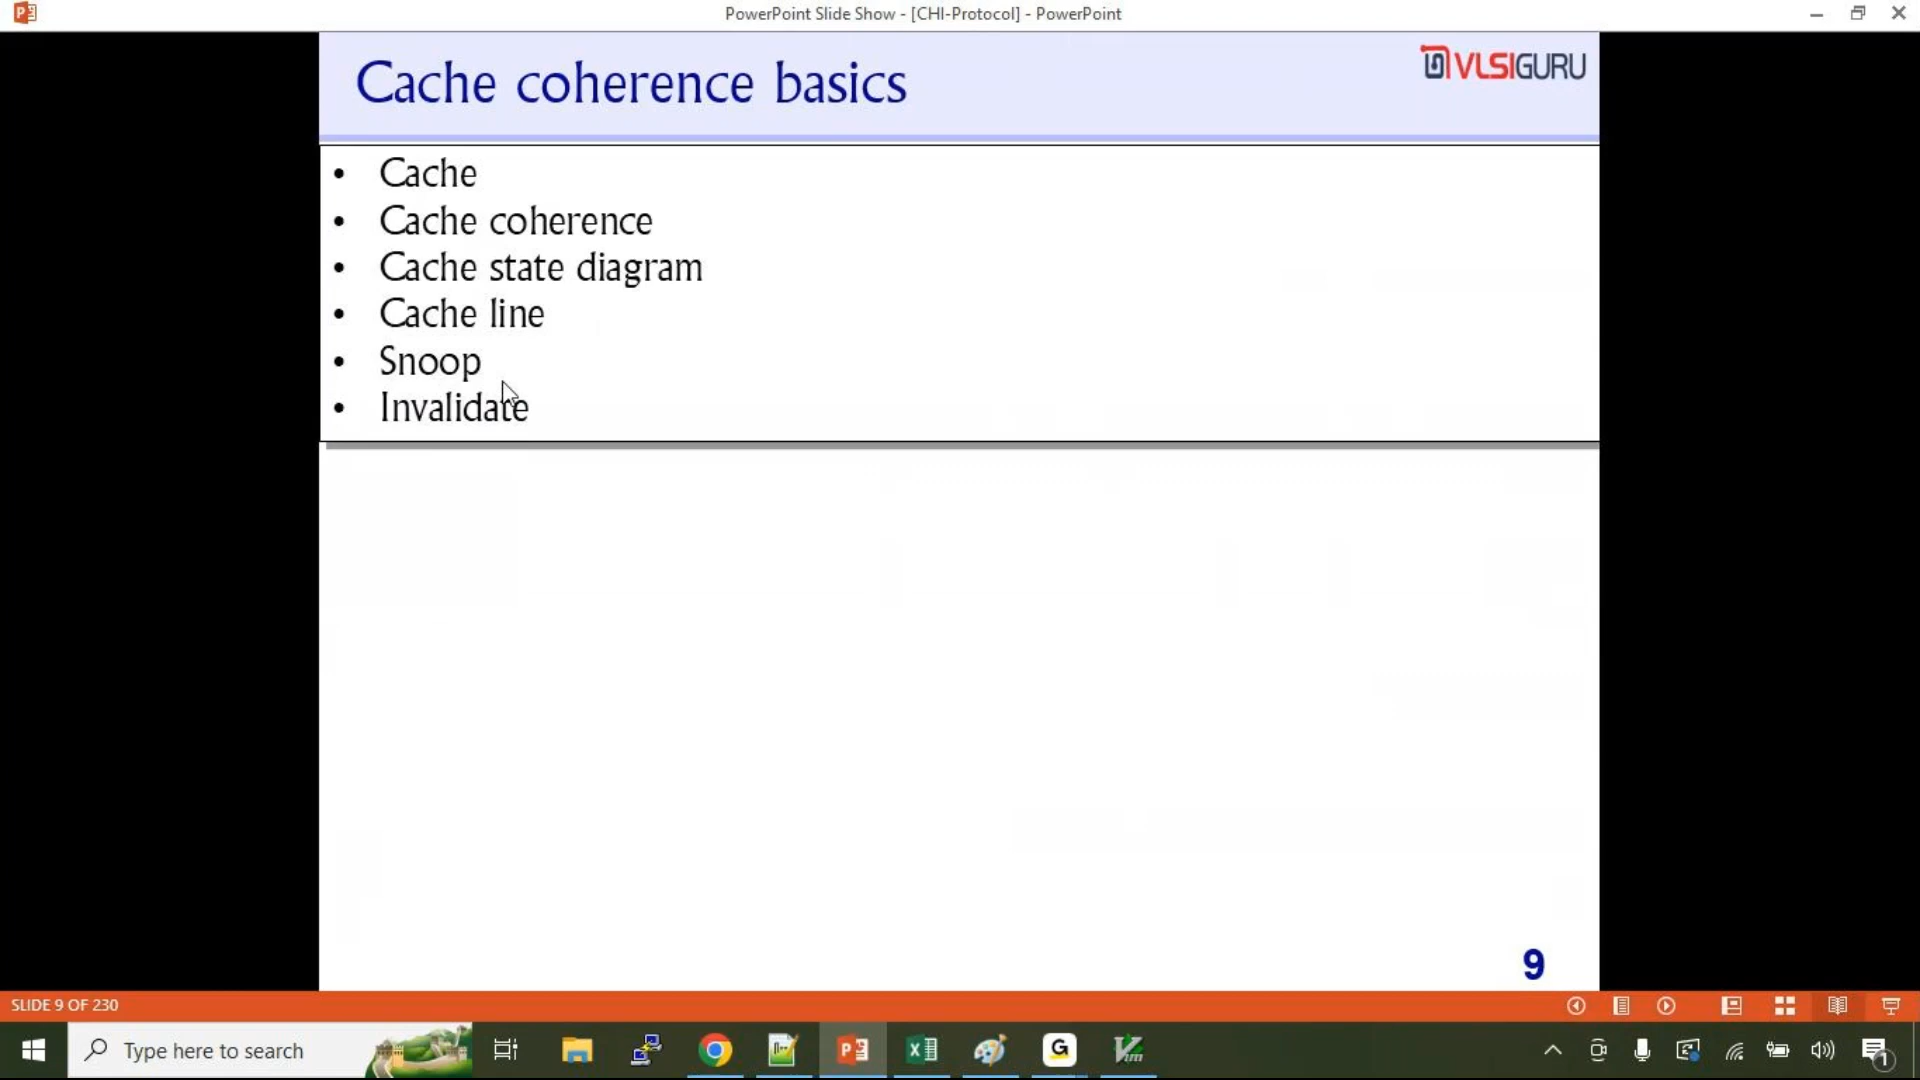 PowerPoint Slide Show - [CHI-Protocol] - PowerPoint
Cache coherence basics
VLSIGURU
• Cache
• Cache coherence
• Cache state diagram
• Cache line
• Snoop
• Invalidate
9
SLIDE 9 OF 230
Type here to search